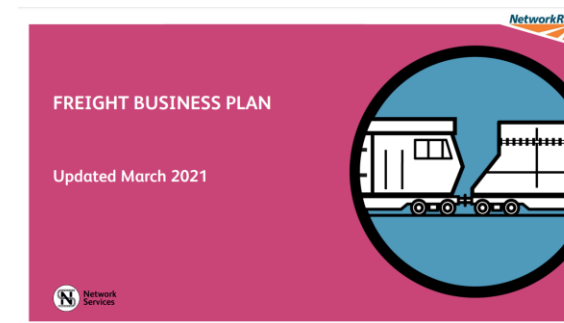 NetworkR
FREIGHT BUSINESS PLAN
Updated March 2021
N
Network
Services